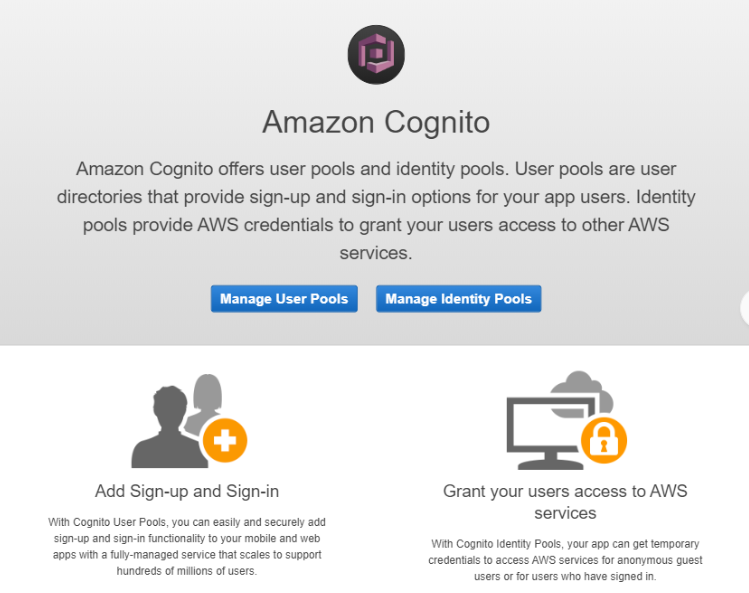 Amazon Cognito
Amazon Cognito offers user pools and identity pools. User pools are user
directories that provide sign-up and sign-in options for your app users. Identity
pools provide AWS credentials to grant your users access to other AWS
services.
Manage User Pools
Manage Identity Pools
Add Sign-up and Sign-in
With Cognito User Pools, you can easily and securely add
sign-up and sign-in functionality to your mobile and web
apps with a fully-managed service that scales to support
hundreds of millions of users.
Grant your users access to AWS
services
With Cognito Identity Pools, your app can get temporary
credentials to access AWS services for anonymous guest
users or for users who have signed in.